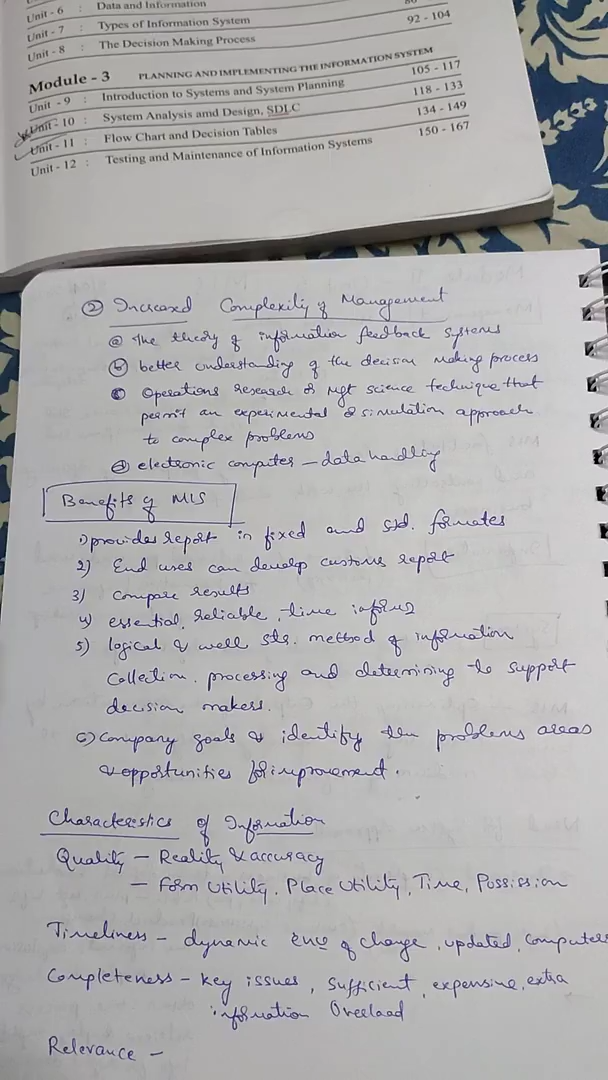 Unit - 6 : Data and Information
Unit - 7 : Types of Information System
Unit - 8 : The Decision Making Process 92 - 104
Module - 3 PLANNING AND IMPLEMENTING THE INFORMATION SYSTEM
Unit - 9 : Introduction to Systems and System Planning 105 - 117
Unit - 10 : System Analysis amd Design, SDLC 118 - 133
Unit - 11 : Flow Chart and Decision Tables 134 - 149
Unit - 12 : Testing and Maintenance of Information Systems 150 - 167
② Increased Complexity of Management
ⓐ the theory of information feedback systems
ⓑ better understanding of the decision making process
ⓒ Operations research or mgt science technique that
permit an experimental or simulation approach
to complex problems
ⓓ electronic computer - data handling
Benefits of MIS
1) provides report in fixed and std. formates
2) End uses can develop customs report
3) compare results
4) essential, reliable, time
5) logical & well str. method of information
Collection, processing and determining to support
decision makers.
6) Company goals & identify the problems areas
& opportunities for improvement.
Characteristics of Information
Quality - Reality & accuracy
- Form Utility, Place Utility, Time, Possission
Timeliness - dynamic of change, updated, computers
Completeness - key issues, sufficient, expensive, extra
information Overlaad
Relevance -